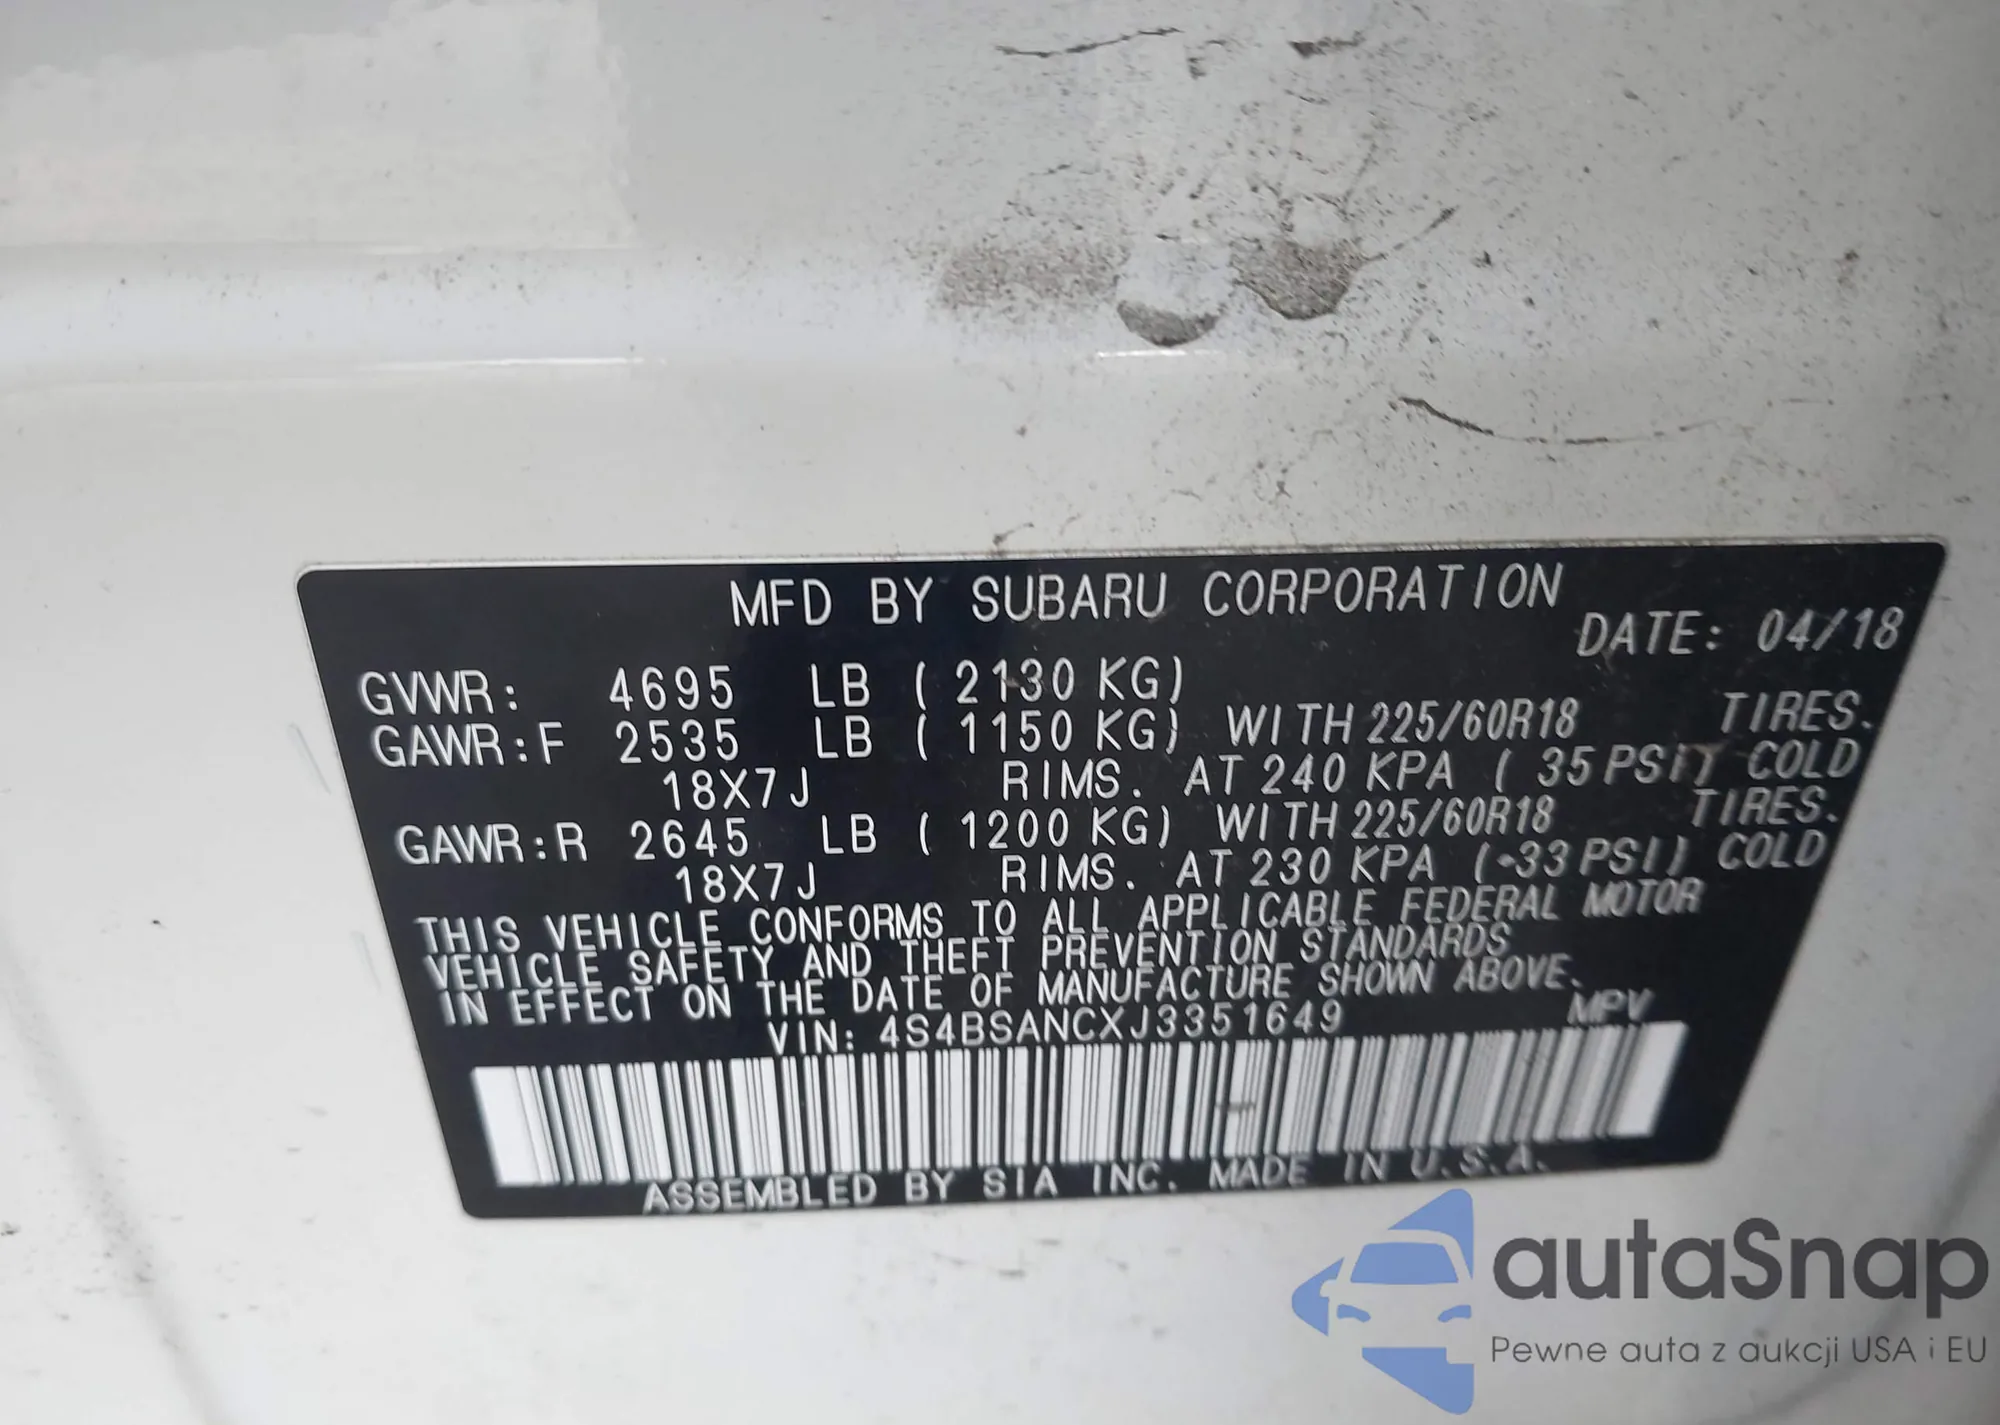 MFD BY SUBARU CORPORATION
DATE: 04/18
GVWR: 4695 LB ( 2130 KG)
GAWR:F 2535 LB ( 1150 KG) WITH 225/60R18 TIRES.
18X7J RIMS. AT 240 KPA ( 35 PSI) COLD
GAWR:R 2645 LB ( 1200 KG) WITH 225/60R18 TIRES.
18X7J RIMS. AT 230 KPA ( 33 PSI) COLD
THIS VEHICLE CONFORMS TO ALL APPLICABLE FEDERAL MOTOR
VEHICLE SAFETY AND THEFT PREVENTION STANDARDS
IN EFFECT ON THE DATE OF MANUFACTURE SHOWN ABOVE.
VIN: 4S4BSANCXJ3351649 MPV
ASSEMBLED BY SIA INC. MADE IN U.S.A.
autaSnap
Pewne auta z aukcji USA i EU